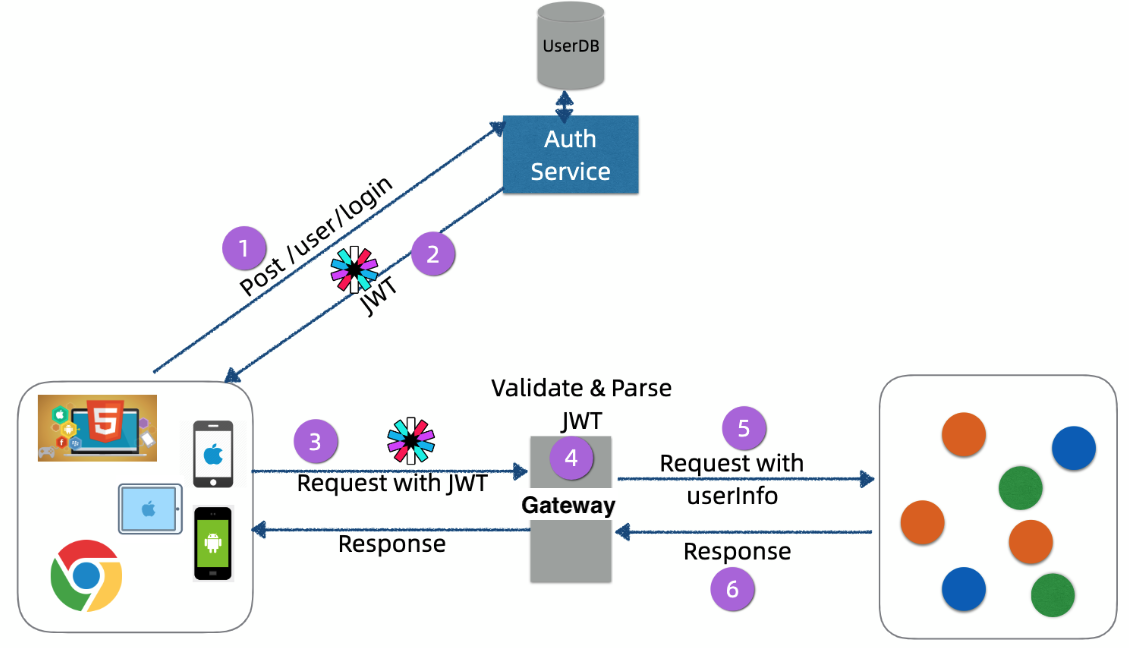 UserDB
Auth
Service
1
Post /user/login
2
JWT
Validate & Parse
JWT
3
4
5
Request with JWT
Request with
userInfo
Gateway
Response
Response
6
5